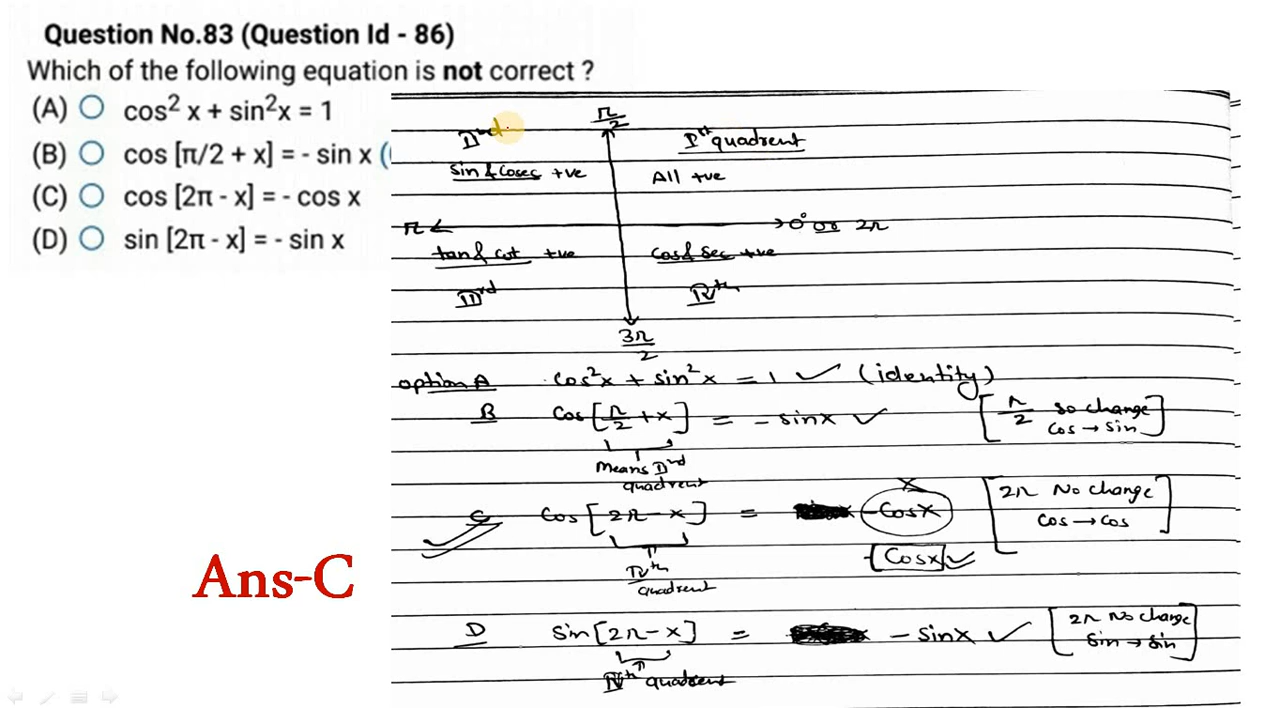 Question No.83 (Question Id - 86)
Which of the following equation is not correct ?
(A) cos² x + sin²x = 1
(B) cos [π/2 + x] = - sin x (
(C) cos [2π - x] = - cos x
(D) sin [2π - x] = - sin x
π/2
IInd
Ist quadrent
sin & cosec +ve
All +ve
π
0° or 2π
tan & cot +ve
cos & sec +ve
IIIrd
IVth
3π/2
option A cos²x + sin²x = 1 ✓ (identity)
B cos[π/2 + x] = - sinx ✓ [π/2 so change
cos → sin]
Means IInd
quadrent
C cos[2π - x] = - cosx x [2π No change
cos → cos]
Cosx ✓
IVth
quadrent
Ans-C
D sin[2π - x] = - sinx ✓ [2π No change
sin → sin]
IVth quadrent